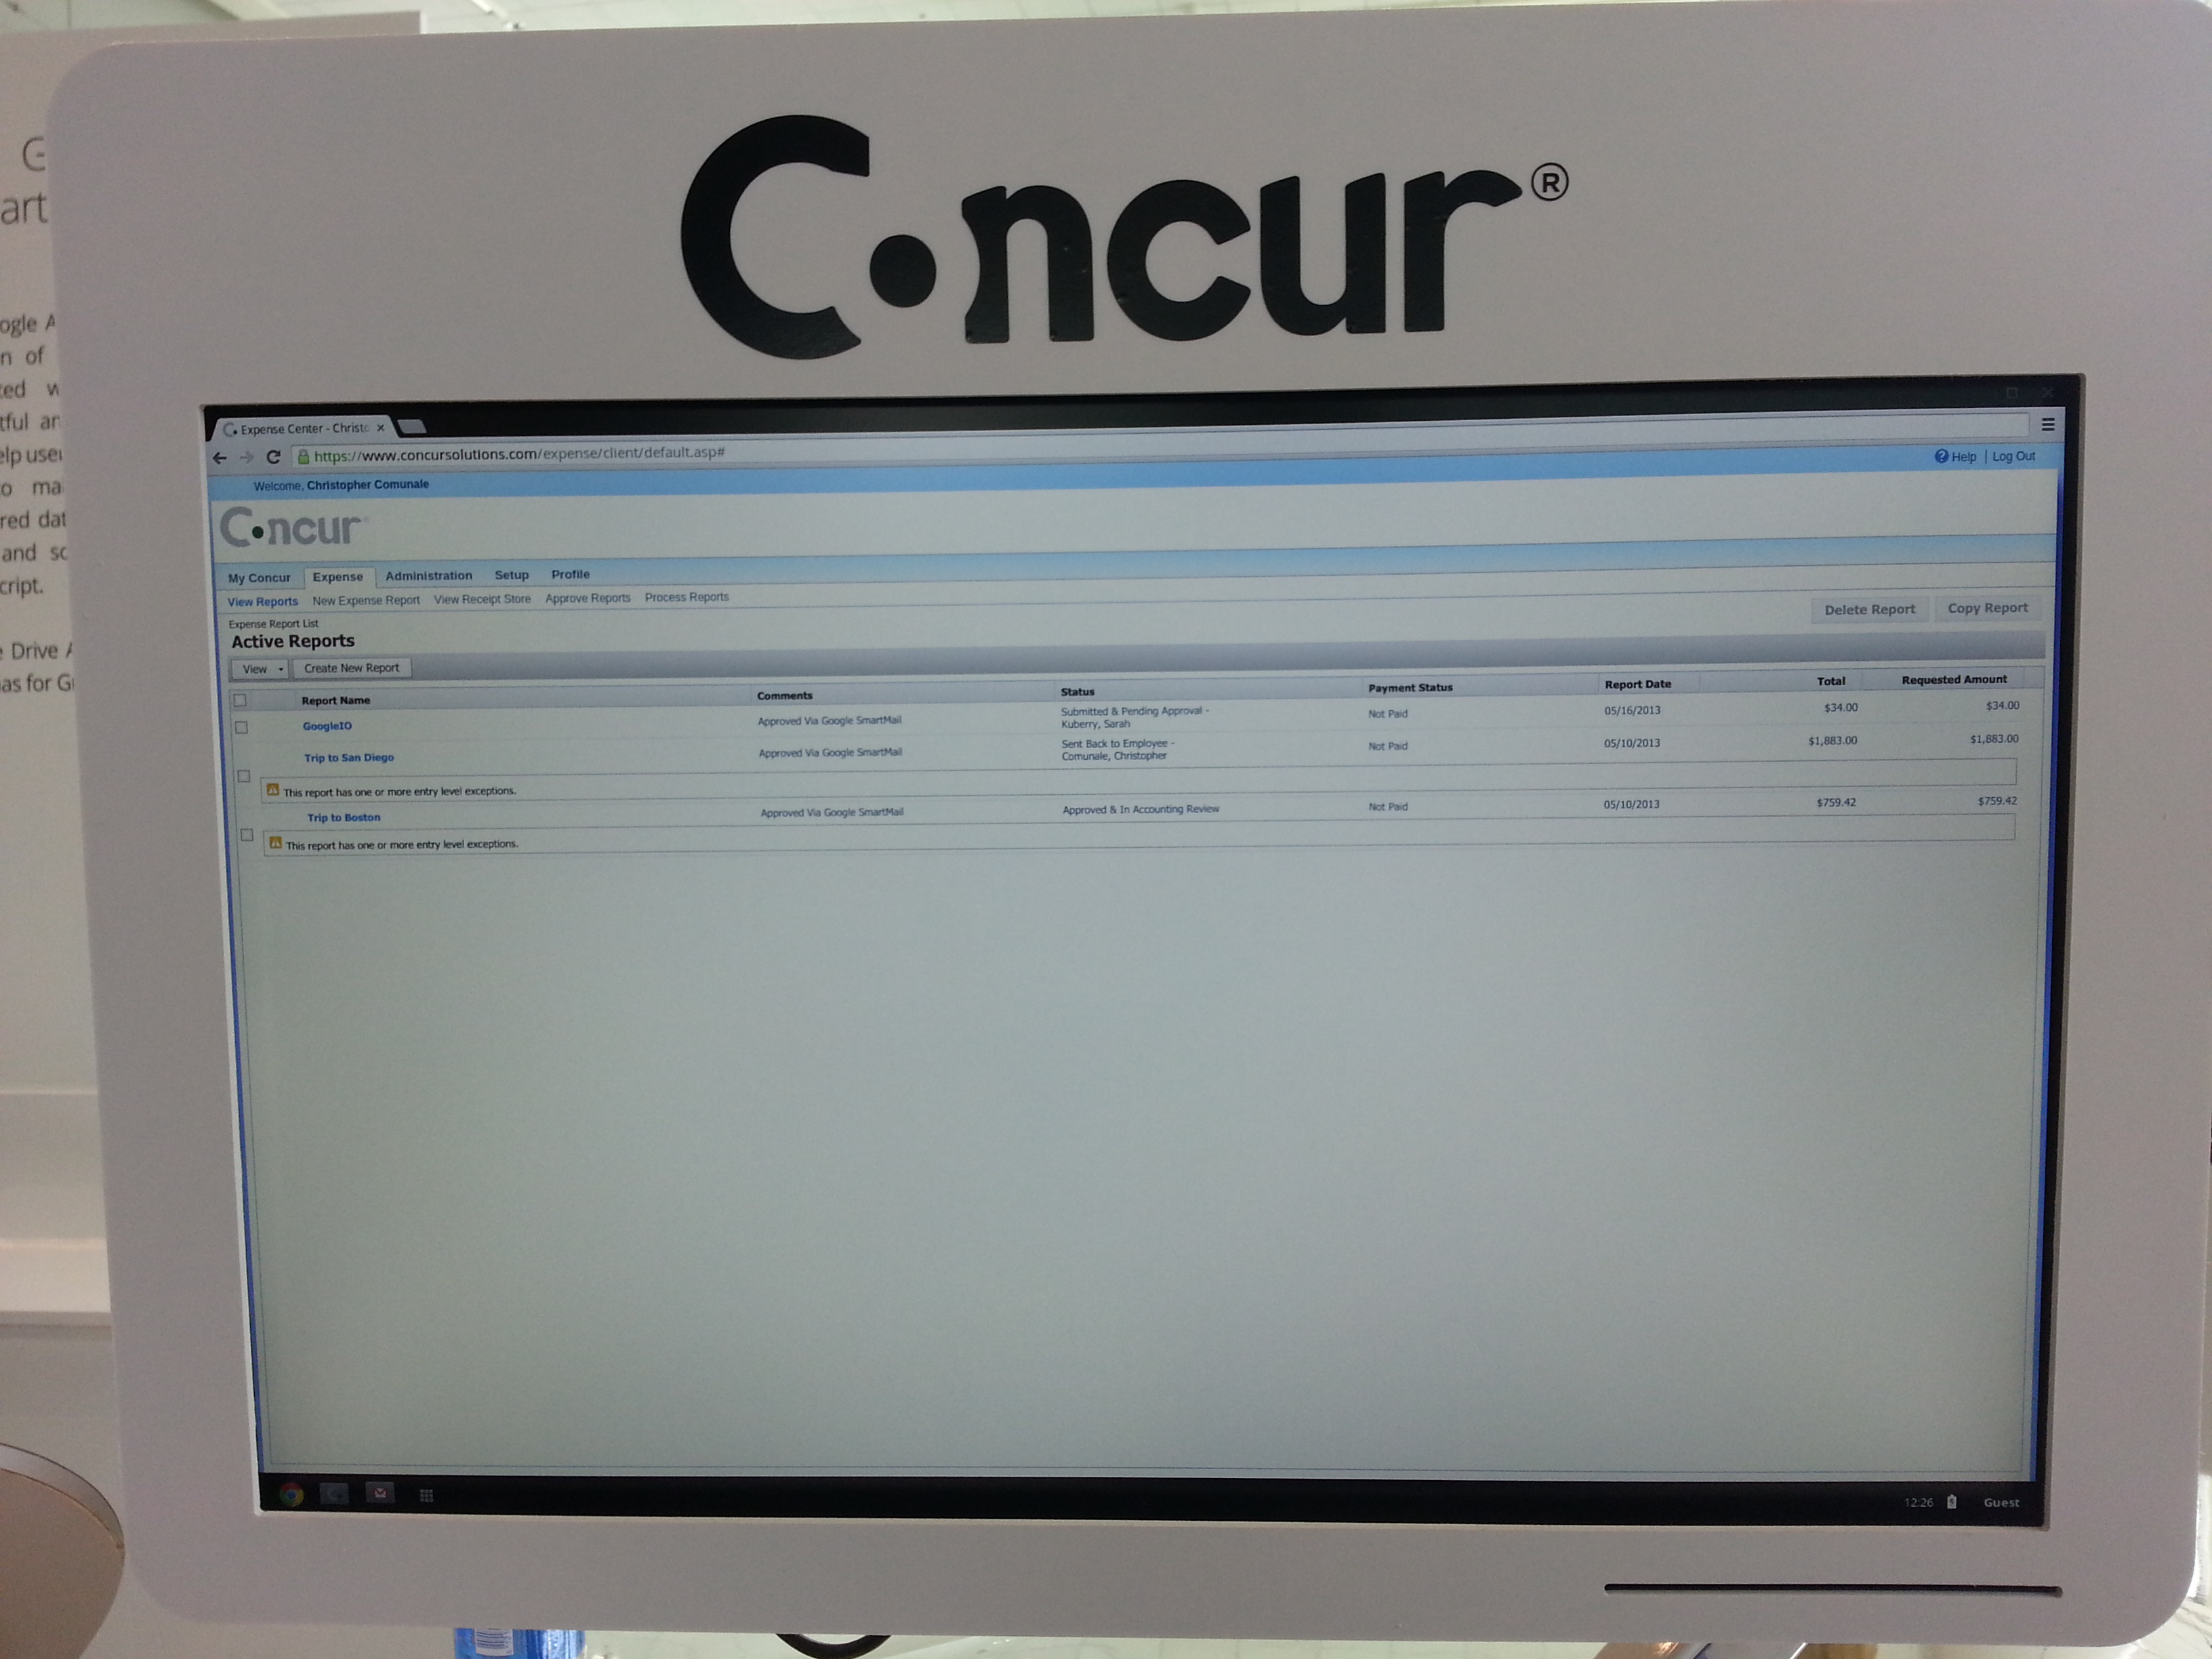 C•ncur®
G
art
ogle A
n of
ed w
tful an
elp user
o ma
red dat
and sc
cript.
e Drive A
as for G
Expense Center - Christo ×
https://www.concursolutions.com/expense/client/default.asp#
Help | Log Out
Welcome, Christopher Comunale
C•ncur
My Concur Expense Administration Setup Profile
View Reports New Expense Report View Receipt Store Approve Reports Process Reports
Expense Report List
Delete Report Copy Report
Active Reports
View Create New Report
Report Name Comments Status Payment Status Report Date Total Requested Amount
GoogleIO Approved Via Google SmartMail Submitted & Pending Approval - Not Paid 05/16/2013 $34.00 $34.00
Kuberry, Sarah
Trip to San Diego Approved Via Google SmartMail Sent Back to Employee - Not Paid 05/10/2013 $1,883.00 $1,883.00
Comunale, Christopher
This report has one or more entry level exceptions.
Trip to Boston Approved Via Google SmartMail Approved & In Accounting Review Not Paid 05/10/2013 $759.42 $759.42
This report has one or more entry level exceptions.
12:26 Guest